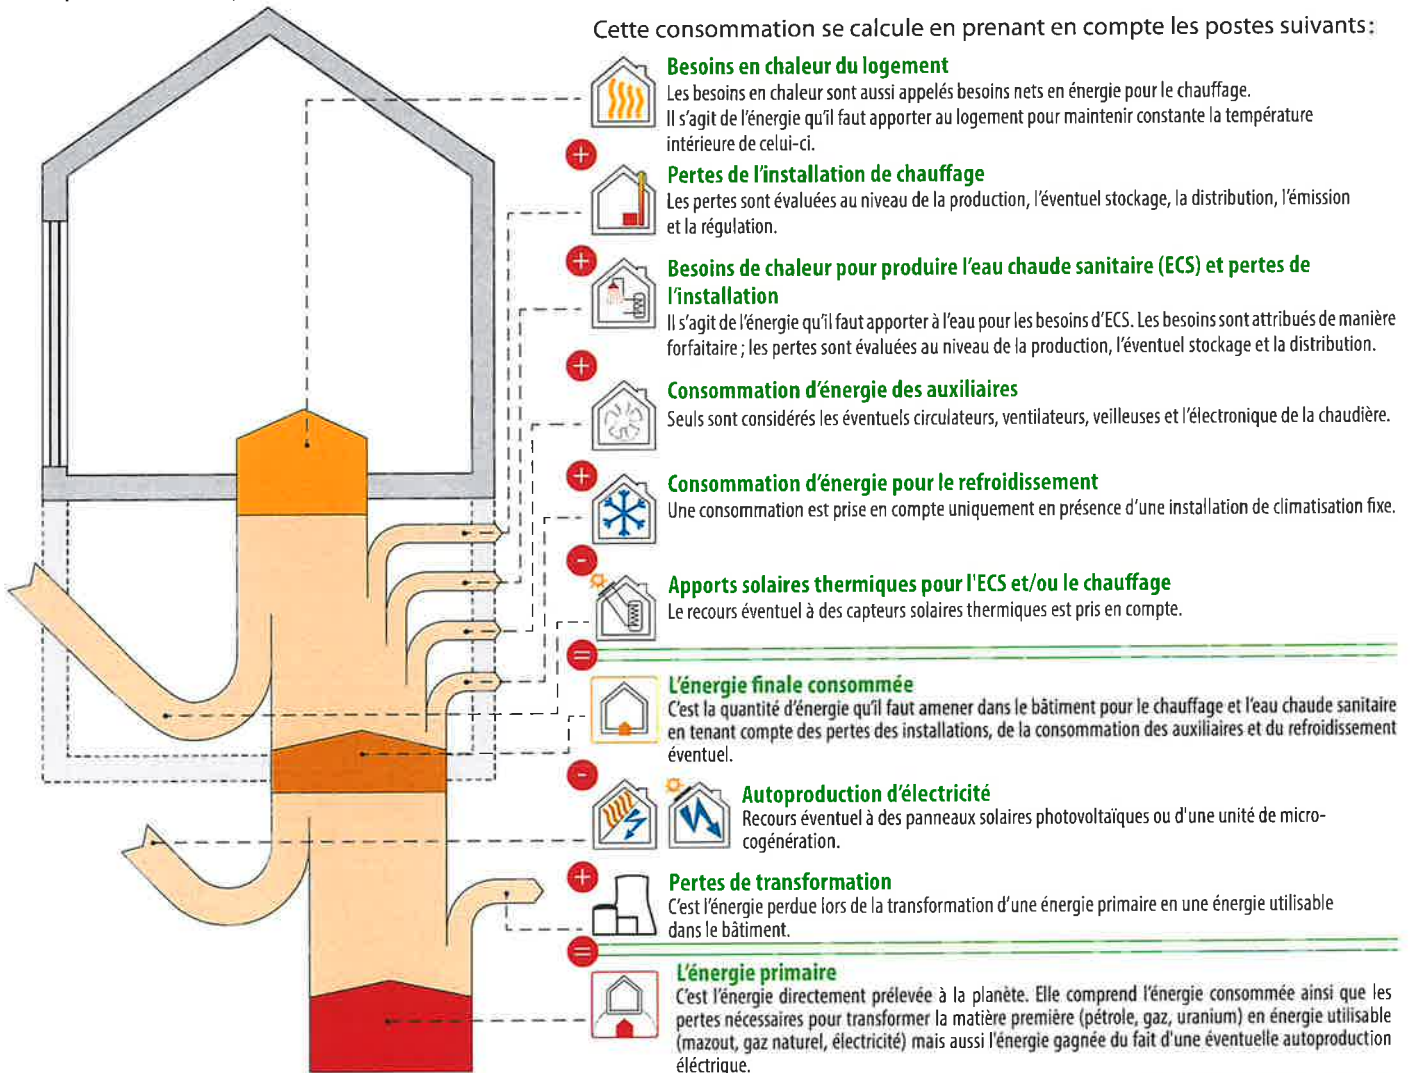 Cette consommation se calcule en prenant en compte les postes suivants:
Besoins en chaleur du logement
Les besoins en chaleur sont aussi appelés besoins nets en énergie pour le chauffage.
Il s'agit de l'énergie qu'il faut apporter au logement pour maintenir constante la température
intérieure de celui-ci.
+
Pertes de l'installation de chauffage
Les pertes sont évaluées au niveau de la production, l'éventuel stockage, la distribution, l'émission
et la régulation.
+
Besoins de chaleur pour produire l'eau chaude sanitaire (ECS) et pertes de
l'installation
Il s'agit de l'énergie qu'il faut apporter à l'eau pour les besoins d'ECS. Les besoins sont attribués de manière
forfaitaire ; les pertes sont évaluées au niveau de la production, l'éventuel stockage et la distribution.
+
Consommation d'énergie des auxiliaires
Seuls sont considérés les éventuels circulateurs, ventilateurs, veilleuses et l'électronique de la chaudière.
+
Consommation d'énergie pour le refroidissement
Une consommation est prise en compte uniquement en présence d'une installation de climatisation fixe.
-
Apports solaires thermiques pour l'ECS et/ou le chauffage
Le recours éventuel à des capteurs solaires thermiques est pris en compte.
=
L'énergie finale consommée
C'est la quantité d'énergie qu'il faut amener dans le bâtiment pour le chauffage et l'eau chaude sanitaire
en tenant compte des pertes des installations, de la consommation des auxiliaires et du refroidissement
éventuel.
-
Autoproduction d'électricité
Recours éventuel à des panneaux solaires photovoltaïques ou d'une unité de micro-
cogénération.
+
Pertes de transformation
C'est l'énergie perdue lors de la transformation d'une énergie primaire en une énergie utilisable
dans le bâtiment.
=
L'énergie primaire
C'est l'énergie directement prélevée à la planète. Elle comprend l'énergie consommée ainsi que les
pertes nécessaires pour transformer la matière première (pétrole, gaz, uranium) en énergie utilisable
(mazout, gaz naturel, électricité) mais aussi l'énergie gagnée du fait d'une éventuelle autoproduction
éléctrique.